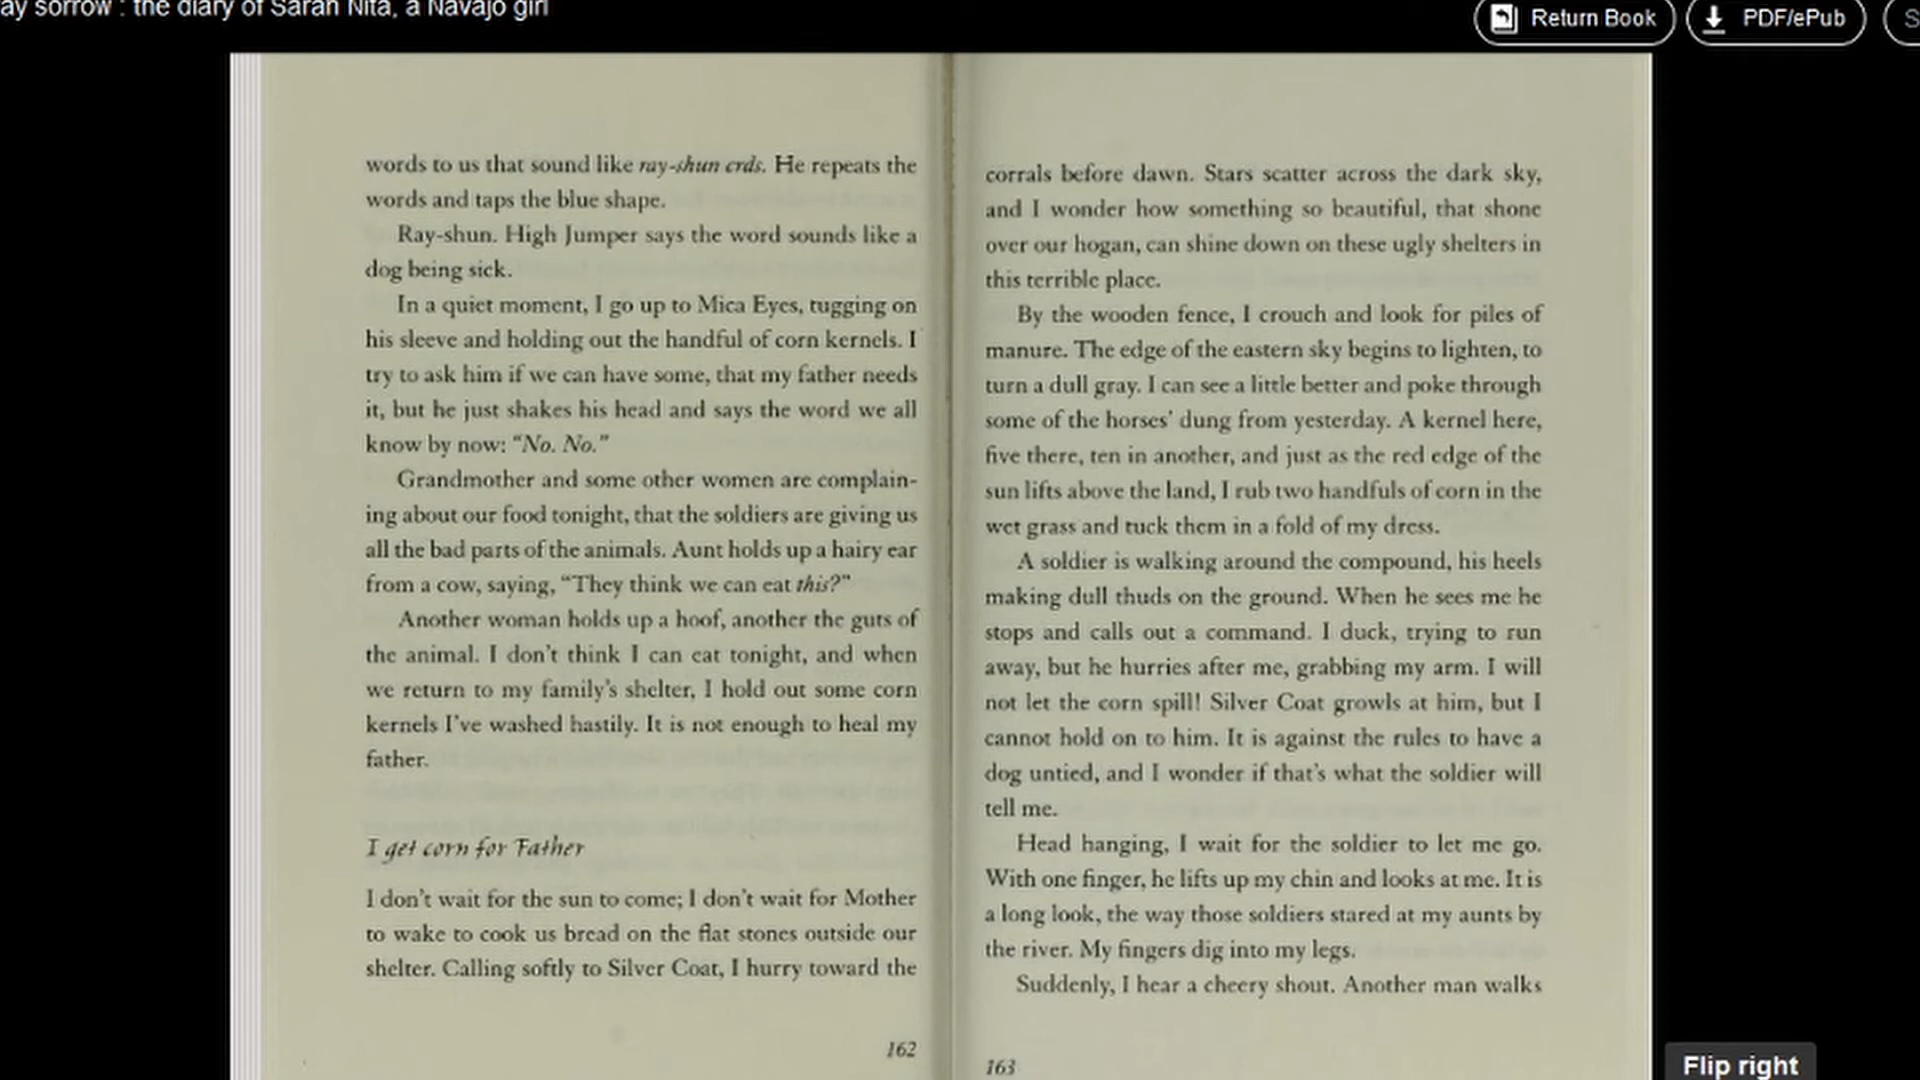 ay sorrow : the diary of Sarah Nita, a Navajo girl
Return Book
PDF/ePub
S
words to us that sound like ray-shun crds. He repeats the
words and taps the blue shape.
Ray-shun. High Jumper says the word sounds like a
dog being sick.
In a quiet moment, I go up to Mica Eyes, tugging on
his sleeve and holding out the handful of corn kernels. I
try to ask him if we can have some, that my father needs
it, but he just shakes his head and says the word we all
know by now: “No. No.”
Grandmother and some other women are complain-
ing about our food tonight, that the soldiers are giving us
all the bad parts of the animals. Aunt holds up a hairy ear
from a cow, saying, “They think we can eat this?”
Another woman holds up a hoof, another the guts of
the animal. I don’t think I can eat tonight, and when
we return to my family’s shelter, I hold out some corn
kernels I’ve washed hastily. It is not enough to heal my
father.
I get corn for Father
I don’t wait for the sun to come; I don’t wait for Mother
to wake to cook us bread on the flat stones outside our
shelter. Calling softly to Silver Coat, I hurry toward the
162
corrals before dawn. Stars scatter across the dark sky,
and I wonder how something so beautiful, that shone
over our hogan, can shine down on these ugly shelters in
this terrible place.
By the wooden fence, I crouch and look for piles of
manure. The edge of the eastern sky begins to lighten, to
turn a dull gray. I can see a little better and poke through
some of the horses’ dung from yesterday. A kernel here,
five there, ten in another, and just as the red edge of the
sun lifts above the land, I rub two handfuls of corn in the
wet grass and tuck them in a fold of my dress.
A soldier is walking around the compound, his heels
making dull thuds on the ground. When he sees me he
stops and calls out a command. I duck, trying to run
away, but he hurries after me, grabbing my arm. I will
not let the corn spill! Silver Coat growls at him, but I
cannot hold on to him. It is against the rules to have a
dog untied, and I wonder if that’s what the soldier will
tell me.
Head hanging, I wait for the soldier to let me go.
With one finger, he lifts up my chin and looks at me. It is
a long look, the way those soldiers stared at my aunts by
the river. My fingers dig into my legs.
Suddenly, I hear a cheery shout. Another man walks
163
Flip right